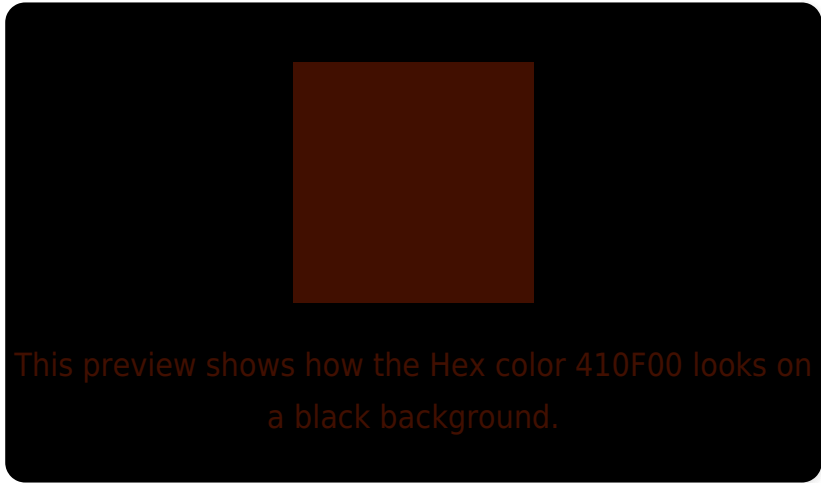 This preview shows how the Hex color 410F00 looks on
a black background.